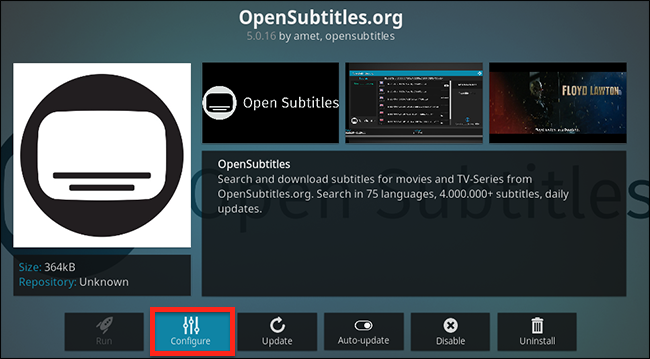 OpenSubtitles.org
5.0.16 by amet, opensubtitles
Open Subtitles
FLOYD LAWTON
OpenSubtitles
Search and download subtitles for movies and TV-Series from
OpenSubtitles.org. Search in 75 languages, 4.000.000+ subtitles, daily
updates.
Open Subtitles
Size: 364kB
Repository: Unknown
Run
Configure
Update
Auto-update
Disable
Uninstall